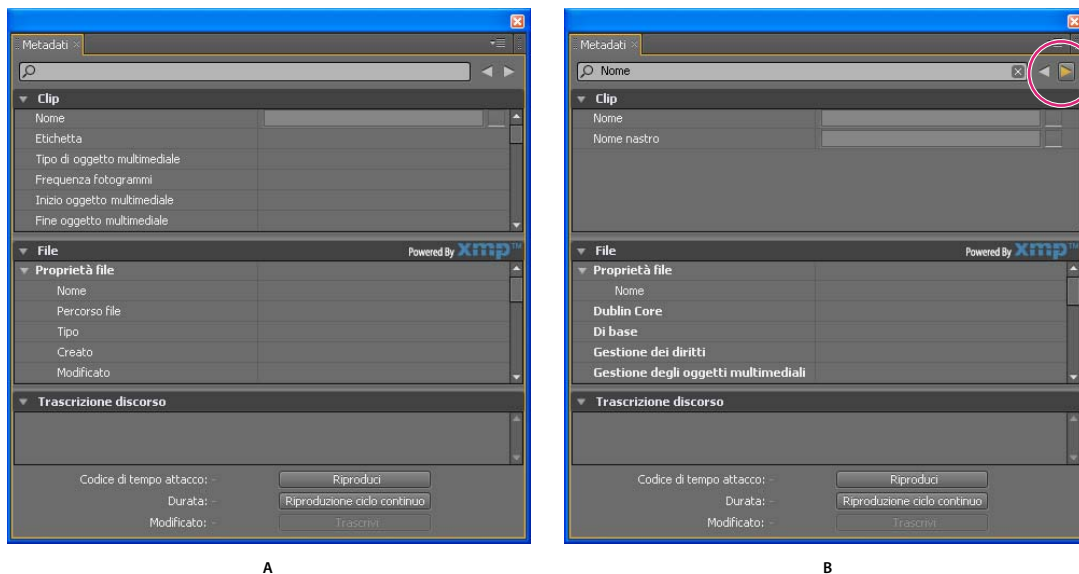 Metadati
Clip
Nome
Etichetta
Tipo di oggetto multimediale
Frequenza fotogrammi
Inizio oggetto multimediale
Fine oggetto multimediale
File
Powered By xmp™
Proprietà file
Nome
Percorso file
Tipo
Creato
Modificato
Trascrizione discorso
Codice di tempo attacco: -
Riproduci
Durata: -
Riproduzione ciclo continuo
Modificato: -
Trascrivi
A
Metadati
Nome
Clip
Nome
Nome nastro
File
Powered By xmp™
Proprietà file
Nome
Dublin Core
Di base
Gestione dei diritti
Gestione degli oggetti multimediali
Trascrizione discorso
Codice di tempo attacco: -
Riproduci
Durata: -
Riproduzione ciclo continuo
Modificato: -
Trascrivi
B